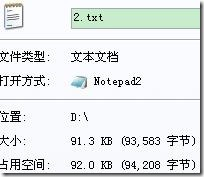 2.txt
文件类型: 文本文档
打开方式: Notepad2
位置: D:\
大小: 91.3 KB (93,583 字节)
占用空间: 92.0 KB (94,208 字节)